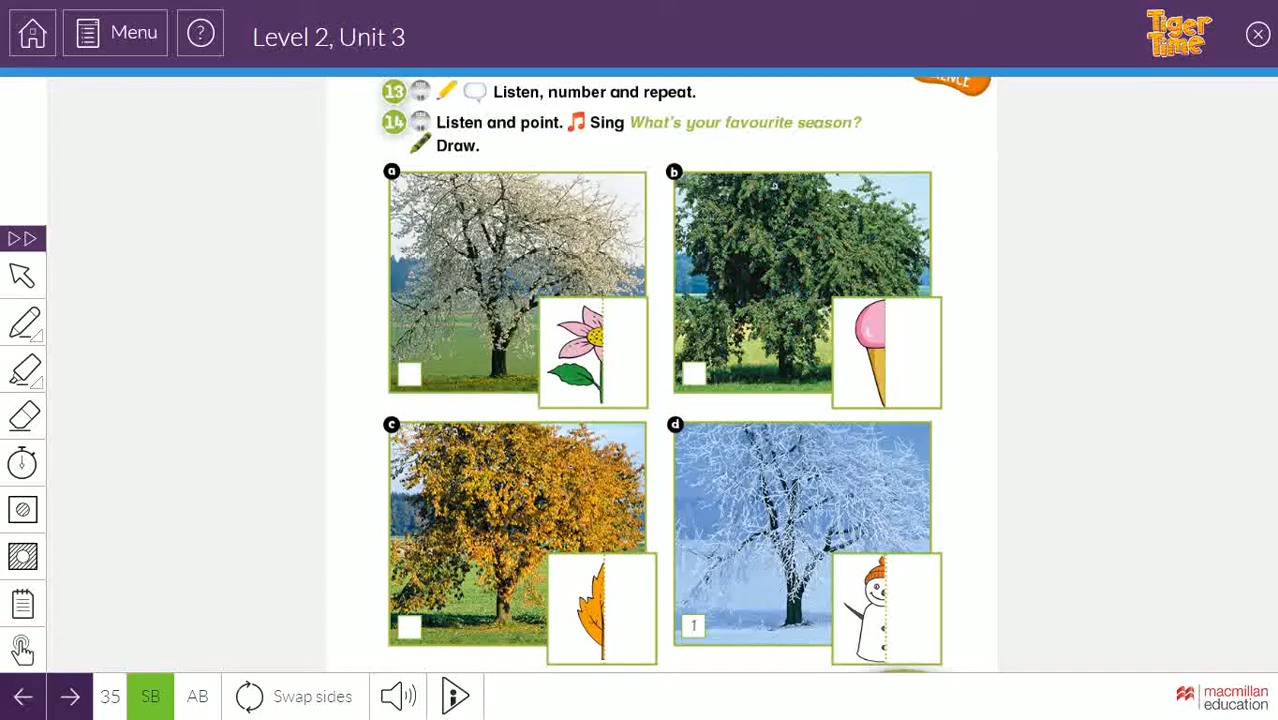 Menu
?
Level 2, Unit 3
Tiger Time
13 Listen, number and repeat.
14 Listen and point. Sing What's your favourite season?
Draw.
a
b
c
d
1
35
SB
AB
Swap sides
macmillan
education